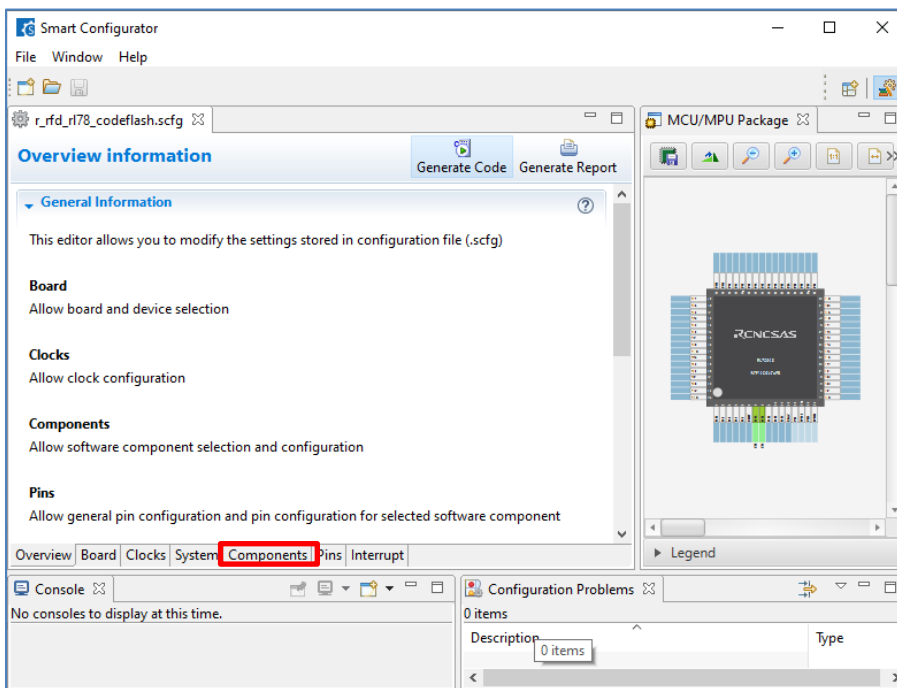 Smart Configurator
File Window Help
r_rfd_rl78_codeflash.scfg
Overview information
Generate Code Generate Report
General Information
This editor allows you to modify the settings stored in configuration file (.scfg)
Board
Allow board and device selection
Clocks
Allow clock configuration
Components
Allow software component selection and configuration
Pins
Allow general pin configuration and pin configuration for selected software component
Overview Board Clocks System Components Pins Interrupt
MCU/MPU Package
1:1
RENESAS
Legend
Console
No consoles to display at this time.
Configuration Problems
0 items
Description Type
0 items